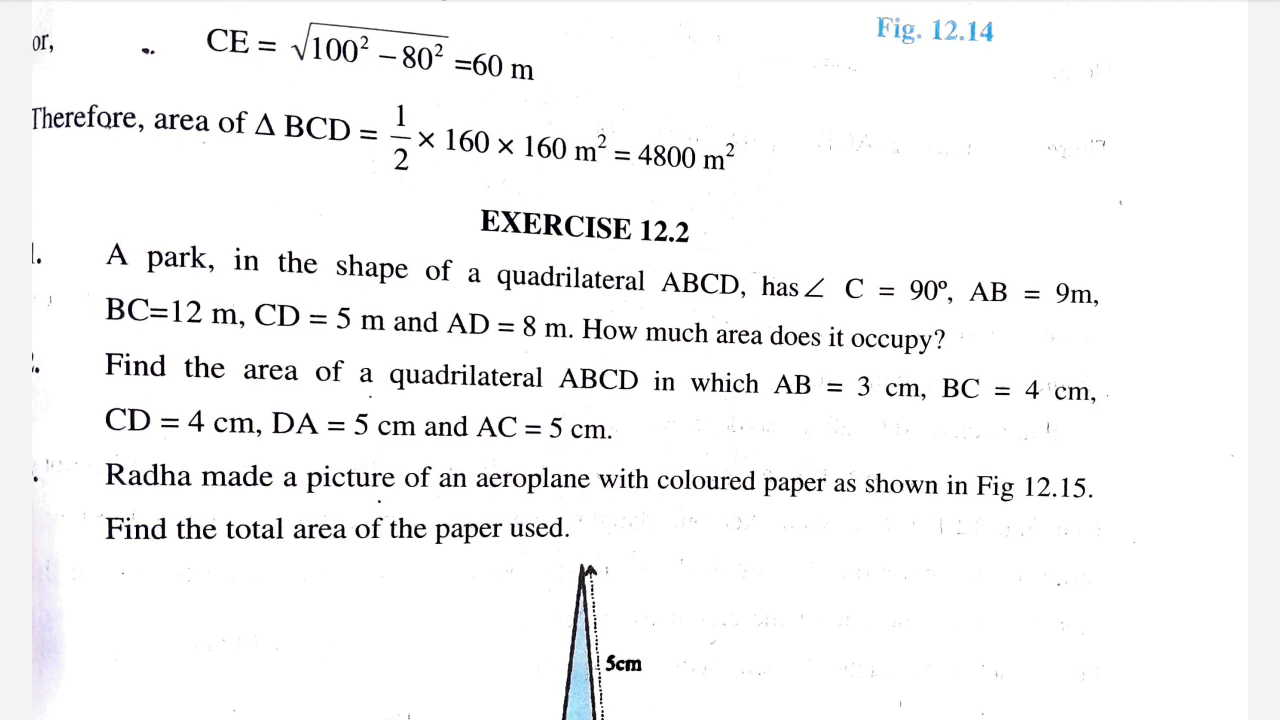 Fig. 12.14
or, CE = √100² – 80² =60 m
Therefore, area of Δ BCD = 1/2 × 160 × 160 m² = 4800 m²
EXERCISE 12.2
A park, in the shape of a quadrilateral ABCD, has ∠ C = 90º, AB = 9m,
BC=12 m, CD = 5 m and AD = 8 m. How much area does it occupy?
Find the area of a quadrilateral ABCD in which AB = 3 cm, BC = 4 cm,
CD = 4 cm, DA = 5 cm and AC = 5 cm.
Radha made a picture of an aeroplane with coloured paper as shown in Fig 12.15.
Find the total area of the paper used.
5cm